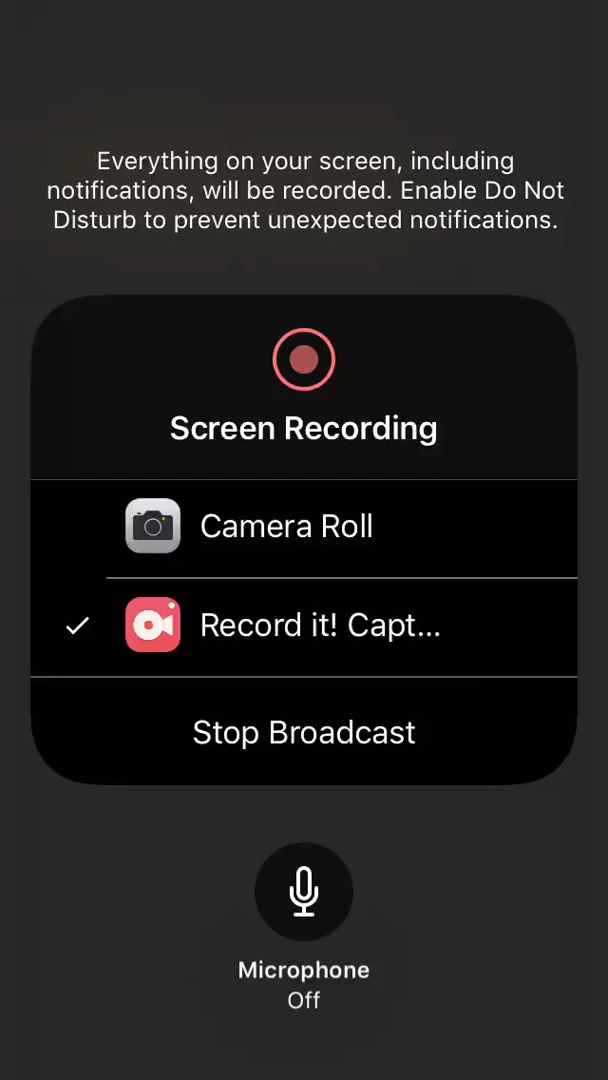 Everything on your screen, including
notifications, will be recorded. Enable Do Not
Disturb to prevent unexpected notifications.
Screen Recording
Camera Roll
Record it! Capt...
Stop Broadcast
Microphone
Off